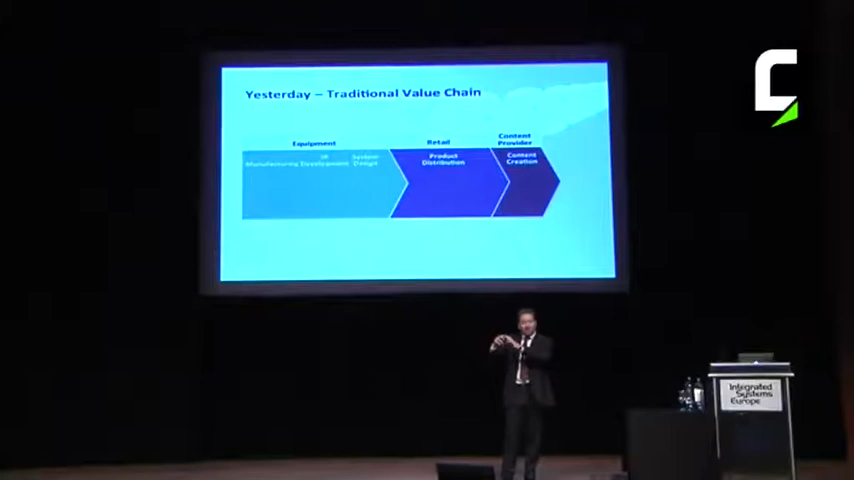 Yesterday – Traditional Value Chain
Equipment
Retail
Content
Provider
IP
System
Manufacturing Development
Design
Product
Distribution
Content
Creation
Integrated
Systems
Europe